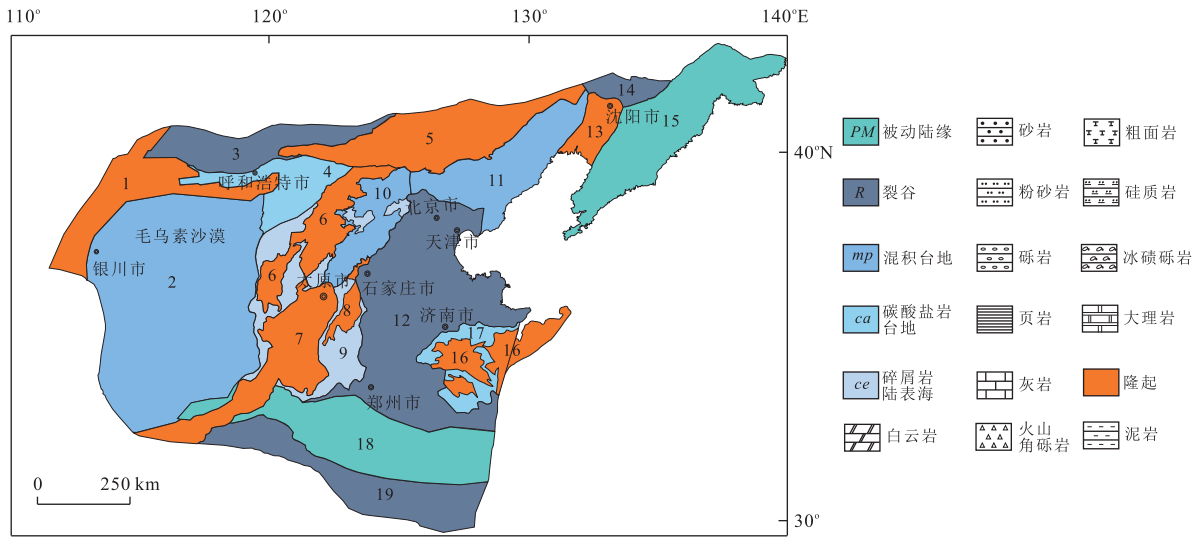 110°
120°
130°
140°E
14
沈阳市
15
13
5
3
4
40°N
呼和浩特市
1
11
10
北京市
6
毛乌素沙漠
天津市
银川市
2
6
太原市
石家庄市
8
12
济南市
17
7
9
16
16
郑州市
18
0
250 km
19
30°
PM 被动陆缘
砂岩
粗面岩
R 裂谷
粉砂岩
硅质岩
mp 混积台地
砾岩
冰碛砾岩
ca 碳酸盐岩
台地
页岩
大理岩
ce 碎屑岩
陆表海
灰岩
隆起
白云岩
火山
角砾岩
泥岩